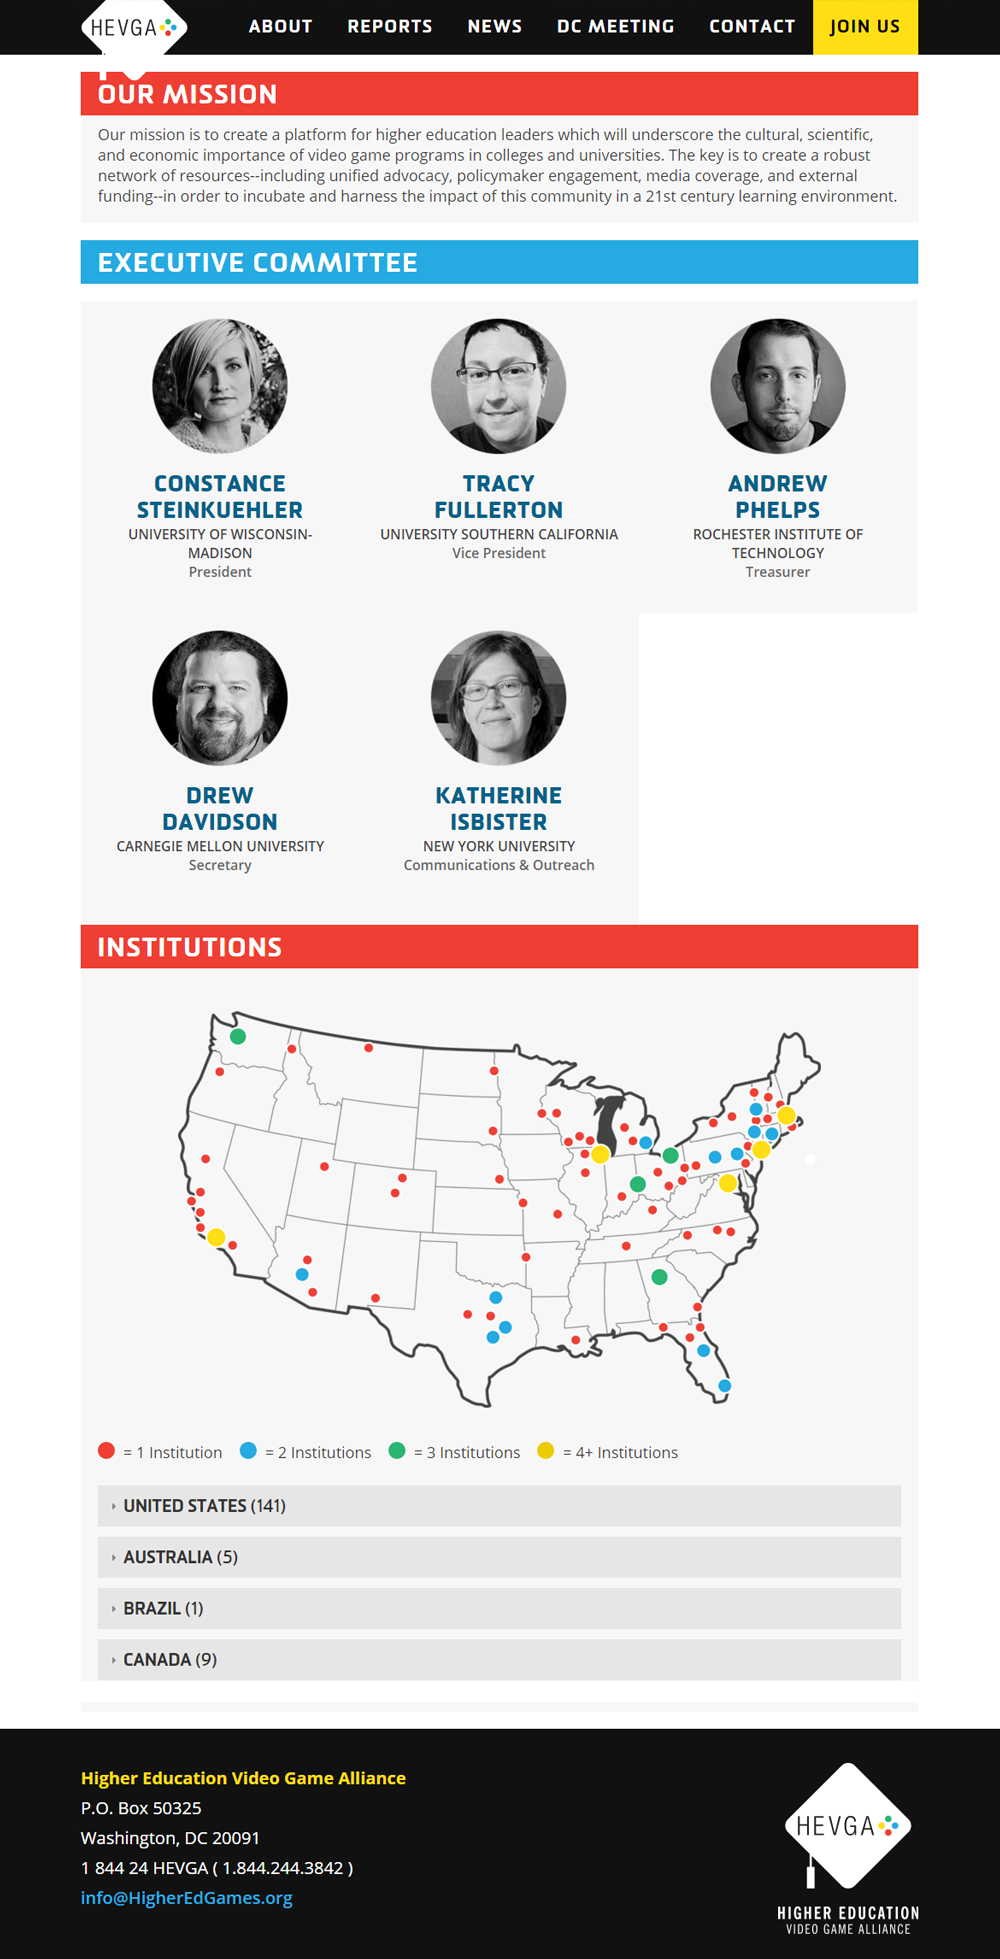 HEVGA
ABOUT REPORTS NEWS DC MEETING CONTACT JOIN US
OUR MISSION
Our mission is to create a platform for higher education leaders which will underscore the cultural, scientific,
and economic importance of video game programs in colleges and universities. The key is to create a robust
network of resources--including unified advocacy, policymaker engagement, media coverage, and external
funding--in order to incubate and harness the impact of this community in a 21st century learning environment.
EXECUTIVE COMMITTEE
CONSTANCE
STEINKUEHLER
UNIVERSITY OF WISCONSIN-
MADISON
President
TRACY
FULLERTON
UNIVERSITY SOUTHERN CALIFORNIA
Vice President
ANDREW
PHELPS
ROCHESTER INSTITUTE OF
TECHNOLOGY
Treasurer
DREW
DAVIDSON
CARNEGIE MELLON UNIVERSITY
Secretary
KATHERINE
ISBISTER
NEW YORK UNIVERSITY
Communications & Outreach
INSTITUTIONS
= 1 Institution = 2 Institutions = 3 Institutions = 4+ Institutions
UNITED STATES (141)
AUSTRALIA (5)
BRAZIL (1)
CANADA (9)
Higher Education Video Game Alliance
P.O. Box 50325
Washington, DC 20091
1 844 24 HEVGA ( 1.844.244.3842 )
info@HigherEdGames.org
HEVGA
HIGHER EDUCATION
VIDEO GAME ALLIANCE